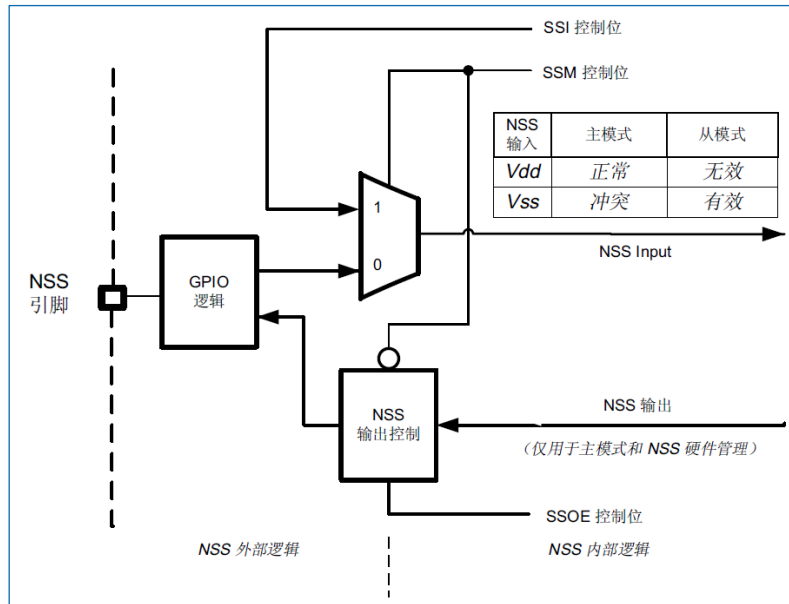 SSI 控制位
SSM 控制位
NSS
输入
主模式
从模式
Vdd
正常
无效
Vss
冲突
有效
1
0
NSS Input
NSS
引脚
GPIO
逻辑
NSS
输出控制
NSS 输出
（仅用于主模式和 NSS 硬件管理）
SSOE 控制位
NSS 外部逻辑
NSS 内部逻辑